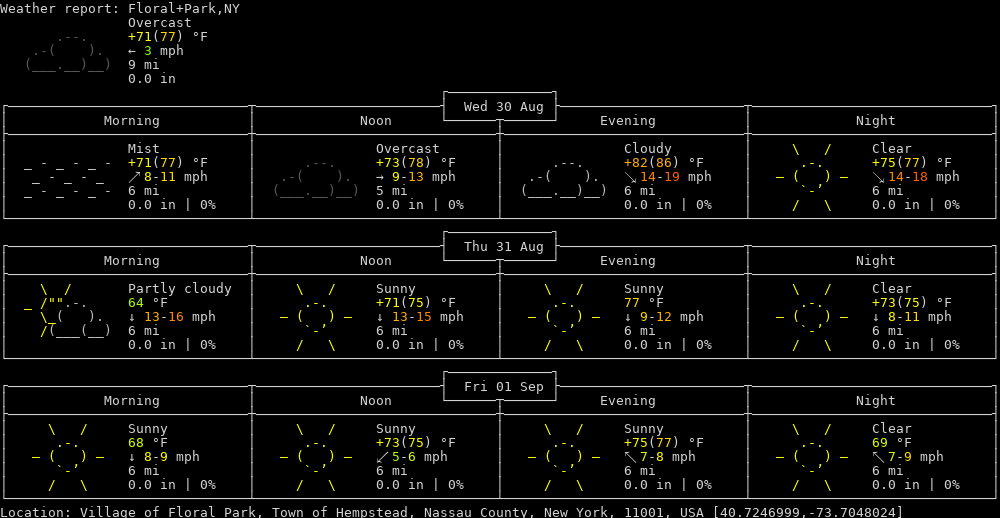 Weather report: Floral+Park,NY
Overcast
+71(77) °F
← 3 mph
9 mi
0.0 in
Wed 30 Aug
Morning Noon Evening Night
Mist Overcast Cloudy Clear
+71(77) °F +73(78) °F +82(86) °F +75(77) °F
↗ 8-11 mph → 9-13 mph ↘ 14-19 mph ↘ 14-18 mph
6 mi 5 mi 6 mi 6 mi
0.0 in | 0% 0.0 in | 0% 0.0 in | 0% 0.0 in | 0%
Thu 31 Aug
Morning Noon Evening Night
Partly cloudy Sunny Sunny Clear
64 °F +71(75) °F 77 °F +73(75) °F
↓ 13-16 mph ↓ 13-15 mph ↓ 9-12 mph ↓ 8-11 mph
6 mi 6 mi 6 mi 6 mi
0.0 in | 0% 0.0 in | 0% 0.0 in | 0% 0.0 in | 0%
Fri 01 Sep
Morning Noon Evening Night
Sunny Sunny Sunny Clear
68 °F +73(75) °F +75(77) °F 69 °F
↓ 8-9 mph ↙ 5-6 mph ↖ 7-8 mph ↖ 7-9 mph
6 mi 6 mi 6 mi 6 mi
0.0 in | 0% 0.0 in | 0% 0.0 in | 0% 0.0 in | 0%
Location: Village of Floral Park, Town of Hempstead, Nassau County, New York, 11001, USA [40.7246999,-73.7048024]